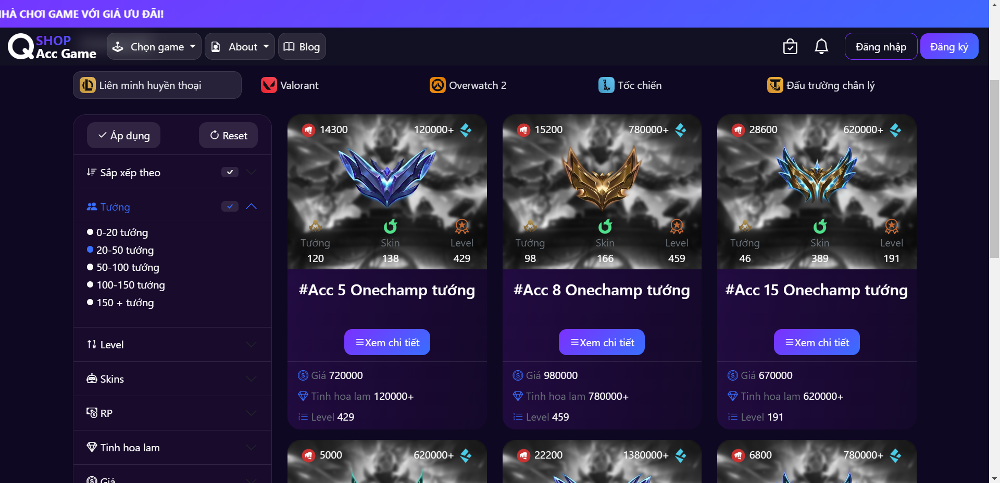 NHÀ CHƠI GAME VỚI GIÁ ƯU ĐÃI!
SHOP
Acc Game
Chọn game
About
Blog
Đăng nhập
Đăng ký
Liên minh huyền thoại
Valorant
Overwatch 2
Tốc chiến
Đấu trường chân lý
Áp dụng
Reset
Sắp xếp theo
Tướng
0-20 tướng
20-50 tướng
50-100 tướng
100-150 tướng
150 + tướng
Level
Skins
RP
Tinh hoa lam
Giá
14300
120000+
Tướng
Skin
Level
120
138
429
#Acc 5 Onechamp tướng
Xem chi tiết
Giá 720000
Tinh hoa lam 120000+
Level 429
15200
780000+
Tướng
Skin
Level
98
166
459
#Acc 8 Onechamp tướng
Xem chi tiết
Giá 980000
Tinh hoa lam 780000+
Level 459
28600
620000+
Tướng
Skin
Level
46
389
191
#Acc 15 Onechamp tướng
Xem chi tiết
Giá 670000
Tinh hoa lam 620000+
Level 191
5000
620000+
22200
1380000+
6800
780000+